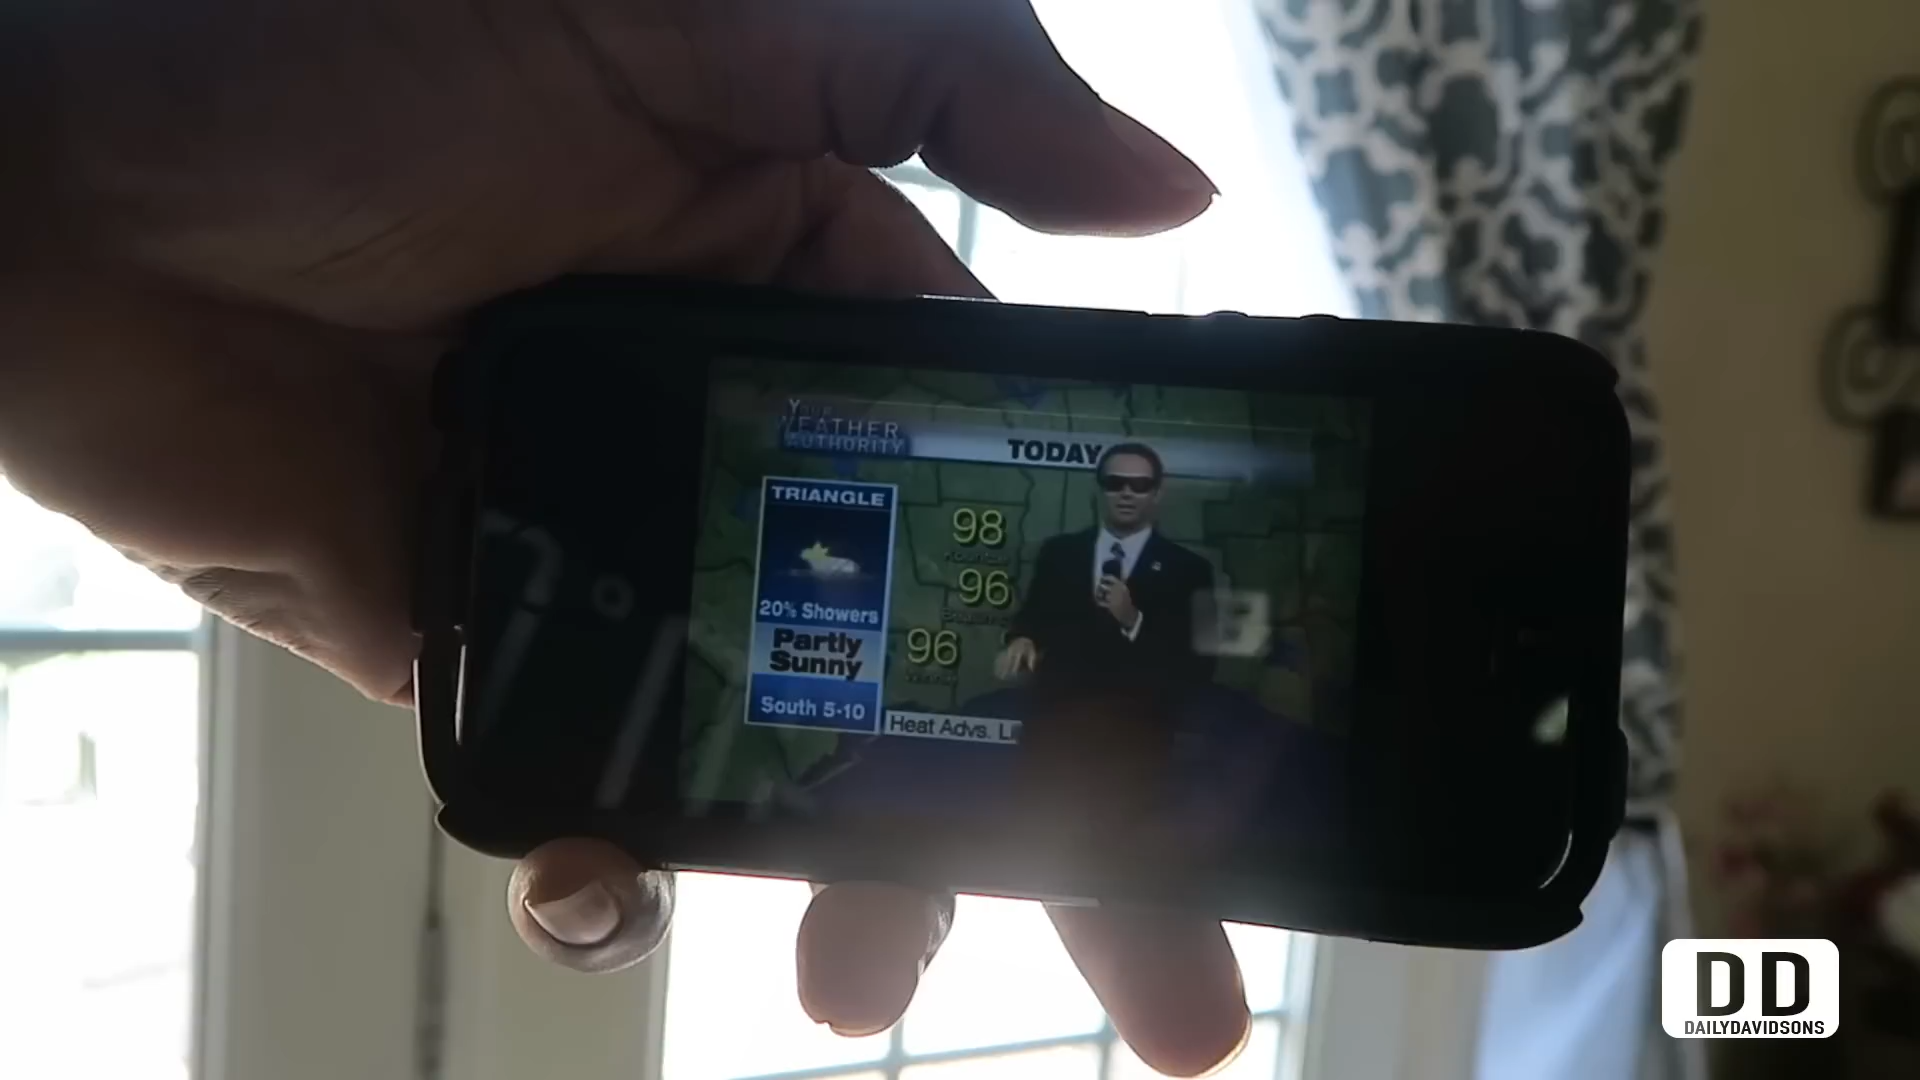 YOUR
WEATHER
AUTHORITY
TODAY
TRIANGLE
98
96
20% Showers
Partly
Sunny
96
South 5-10
Heat Advs.
DD
DAILYDAVIDSONS